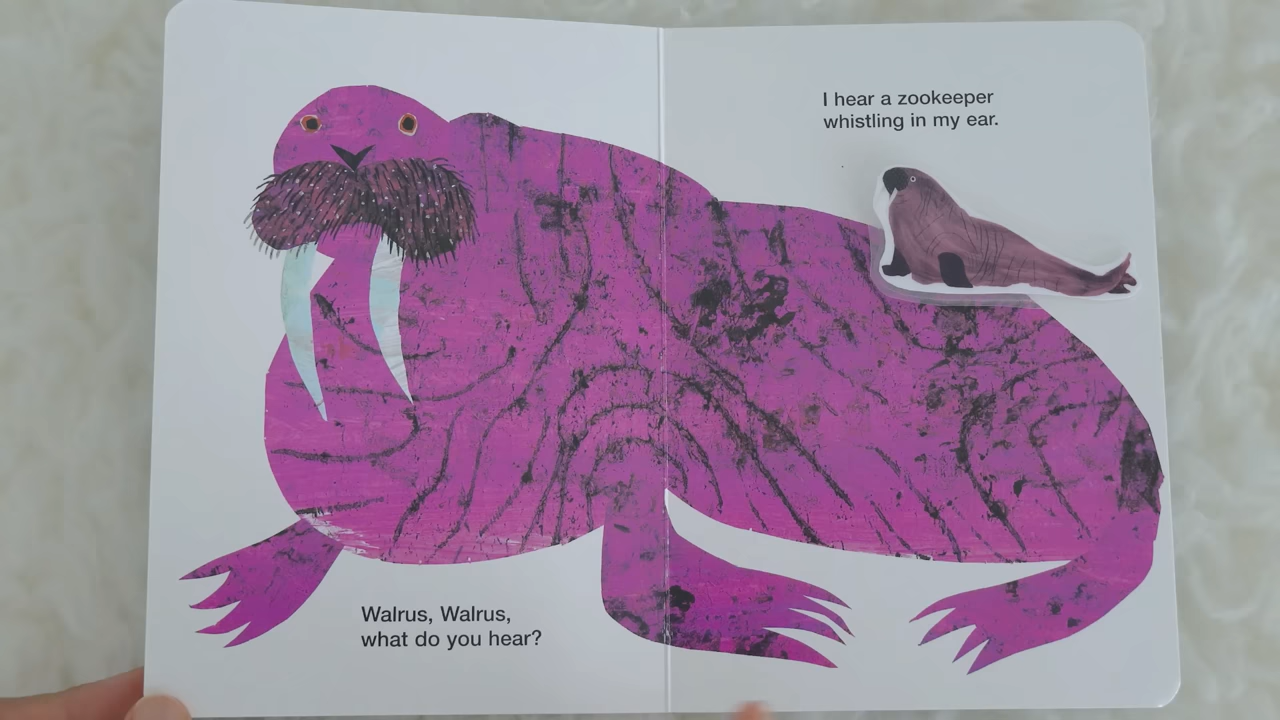 Walrus, Walrus,
what do you hear?
I hear a zookeeper
whistling in my ear.